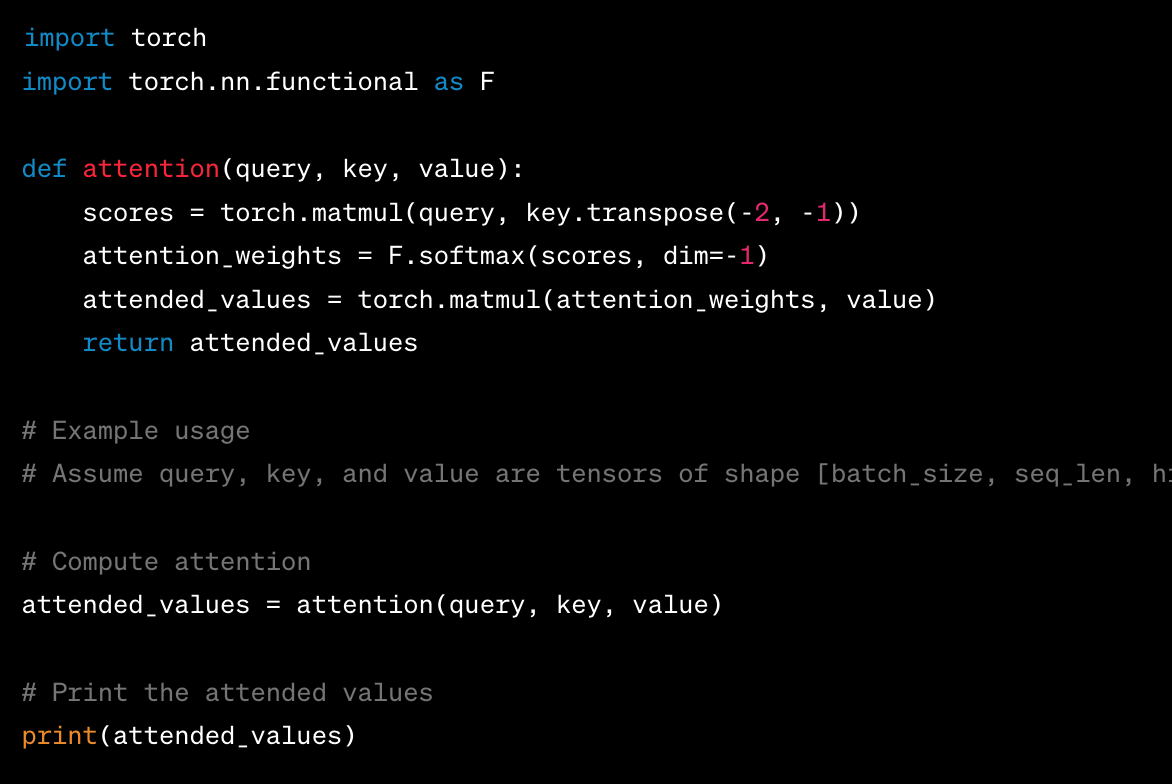 import torch
import torch.nn.functional as F
def attention(query, key, value):
    scores = torch.matmul(query, key.transpose(-2, -1))
    attention_weights = F.softmax(scores, dim=-1)
    attended_values = torch.matmul(attention_weights, value)
    return attended_values
# Example usage
# Assume query, key, and value are tensors of shape [batch_size, seq_len,
# Compute attention
attended_values = attention(query, key, value)
# Print the attended values
print(attended_values)